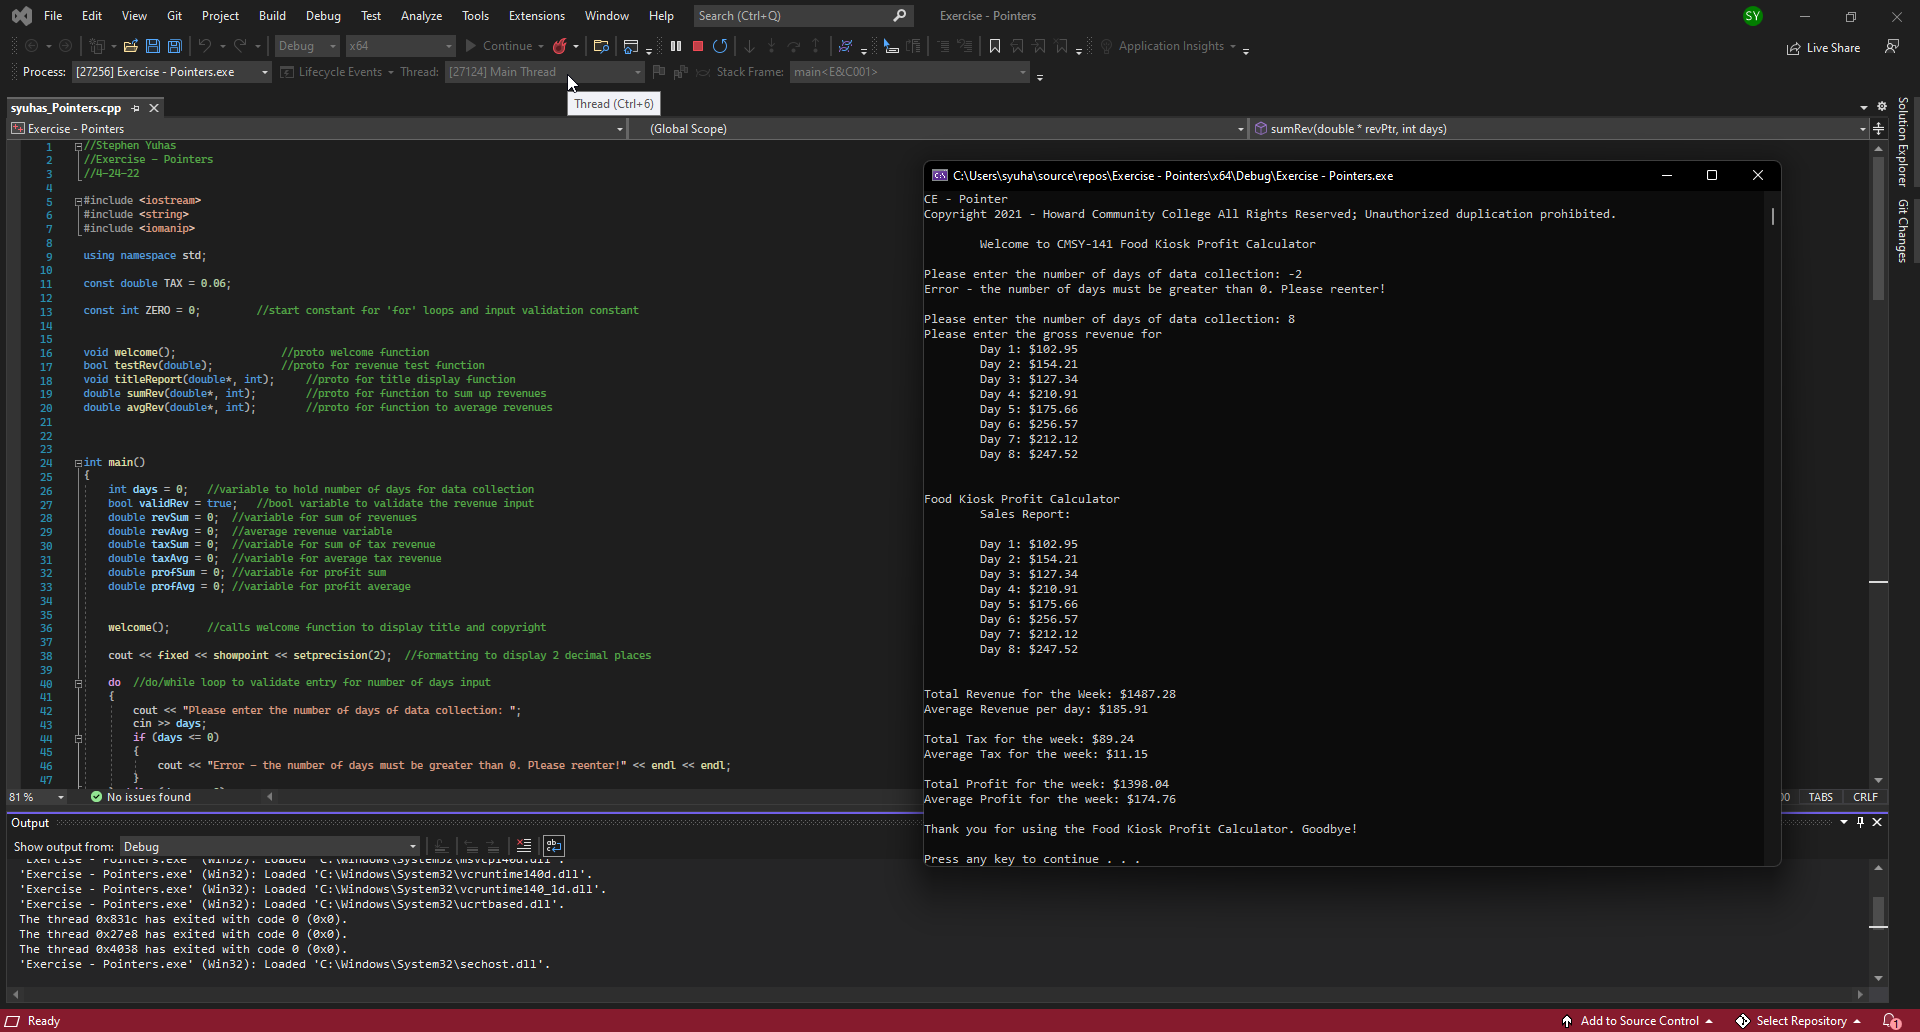 File Edit View Git Project Build Debug Test Analyze Tools Extensions Window Help Search (Ctrl+Q) Exercise - Pointers SY
Debug x64 Continue Application Insights Live Share
Process: [27256] Exercise - Pointers.exe Lifecycle Events Thread: [27124] Main Thread Stack Frame: main<E&C001>
Thread (Ctrl+6)
syuhas_Pointers.cpp
Exercise - Pointers (Global Scope) sumRev(double * revPtr, int days)
Solution Explorer
Git Changes
1 //Stephen Yuhas
2 //Exercise - Pointers
3 //4-24-22
4
5 #include <iostream>
6 #include <string>
7 #include <iomanip>
8
9 using namespace std;
10
11 const double TAX = 0.06;
12
13 const int ZERO = 0; //start constant for 'for' loops and input validation constant
14
15
16 void welcome(); //proto welcome function
17 bool testRev(double); //proto for revenue test function
18 void titleReport(double*, int); //proto for title display function
19 double sumRev(double*, int); //proto for function to sum up revenues
20 double avgRev(double*, int); //proto for function to average revenues
21
22
23
24 int main()
25 {
26 int days = 0; //variable to hold number of days for data collection
27 bool validRev = true; //bool variable to validate the revenue input
28 double revSum = 0; //variable for sum of revenues
29 double revAvg = 0; //average revenue variable
30 double taxSum = 0; //variable for sum of tax revenue
31 double taxAvg = 0; //variable for average tax revenue
32 double profSum = 0; //variable for profit sum
33 double profAvg = 0; //variable for profit average
34
35
36 welcome(); //calls welcome function to display title and copyright
37
38 cout << fixed << showpoint << setprecision(2); //formatting to display 2 decimal places
39
40 do //do/while loop to validate entry for number of days input
41 {
42 cout << "Please enter the number of days of data collection: ";
43 cin >> days;
44 if (days <= 0)
45 {
46 cout << "Error - the number of days must be greater than 0. Please reenter!" << endl << endl;
47 }
81 % No issues found TABS CRLF
C:\Users\syuha\source\repos\Exercise - Pointers\x64\Debug\Exercise - Pointers.exe
CE - Pointer
Copyright 2021 - Howard Community College All Rights Reserved; Unauthorized duplication prohibited.
Welcome to CMSY-141 Food Kiosk Profit Calculator
Please enter the number of days of data collection: -2
Error - the number of days must be greater than 0. Please reenter!
Please enter the number of days of data collection: 8
Please enter the gross revenue for
Day 1: $102.95
Day 2: $154.21
Day 3: $127.34
Day 4: $210.91
Day 5: $175.66
Day 6: $256.57
Day 7: $212.12
Day 8: $247.52
Food Kiosk Profit Calculator
Sales Report:
Day 1: $102.95
Day 2: $154.21
Day 3: $127.34
Day 4: $210.91
Day 5: $175.66
Day 6: $256.57
Day 7: $212.12
Day 8: $247.52
Total Revenue for the Week: $1487.28
Average Revenue per day: $185.91
Total Tax for the week: $89.24
Average Tax for the week: $11.15
Total Profit for the week: $1398.04
Average Profit for the week: $174.76
Thank you for using the Food Kiosk Profit Calculator. Goodbye!
Press any key to continue . . .
Output
Show output from: Debug
'Exercise - Pointers.exe' (Win32): Loaded 'C:\Windows\System32\msvcp140d.dll'.
'Exercise - Pointers.exe' (Win32): Loaded 'C:\Windows\System32\vcruntime140d.dll'.
'Exercise - Pointers.exe' (Win32): Loaded 'C:\Windows\System32\vcruntime140_1d.dll'.
'Exercise - Pointers.exe' (Win32): Loaded 'C:\Windows\System32\ucrtbased.dll'.
The thread 0x831c has exited with code 0 (0x0).
The thread 0x27e8 has exited with code 0 (0x0).
The thread 0x4038 has exited with code 0 (0x0).
'Exercise - Pointers.exe' (Win32): Loaded 'C:\Windows\System32\sechost.dll'.
Ready Add to Source Control Select Repository 1